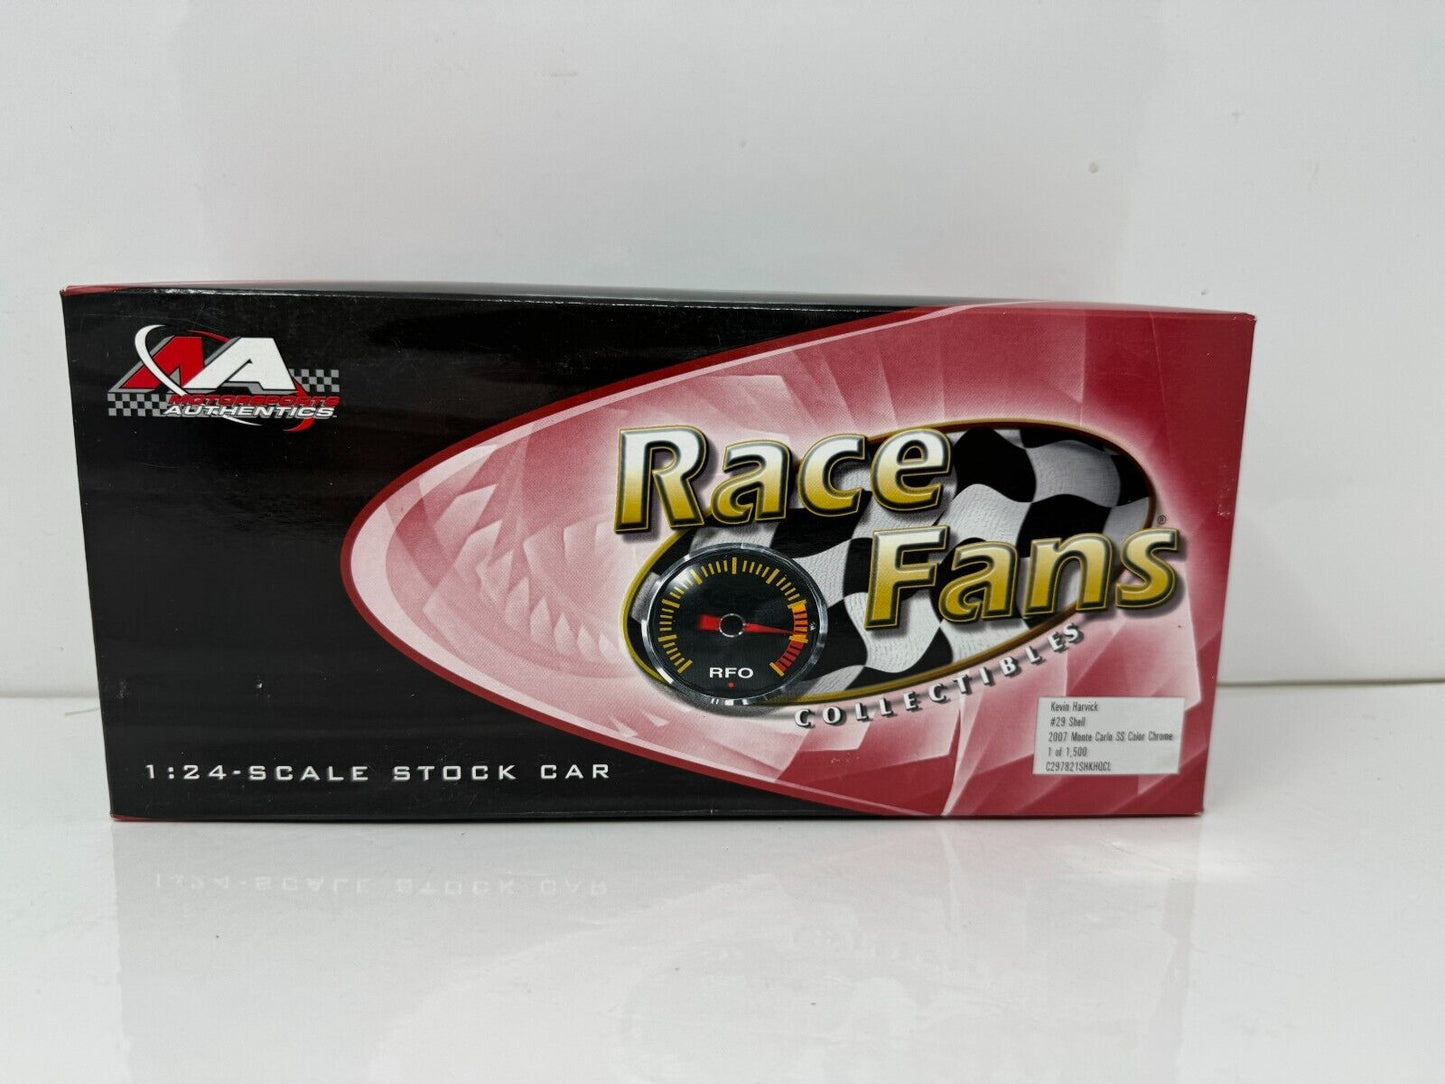 MOTORSPORTS
AUTHENTICS
Race
Fans®
COLLECTIBLES
RFO
1:24-SCALE STOCK CAR
Kevin Harvick
#29 Shell
2007 Monte Carlo SS Color Chrome
1 of 1,500
C297821SHKHQCL